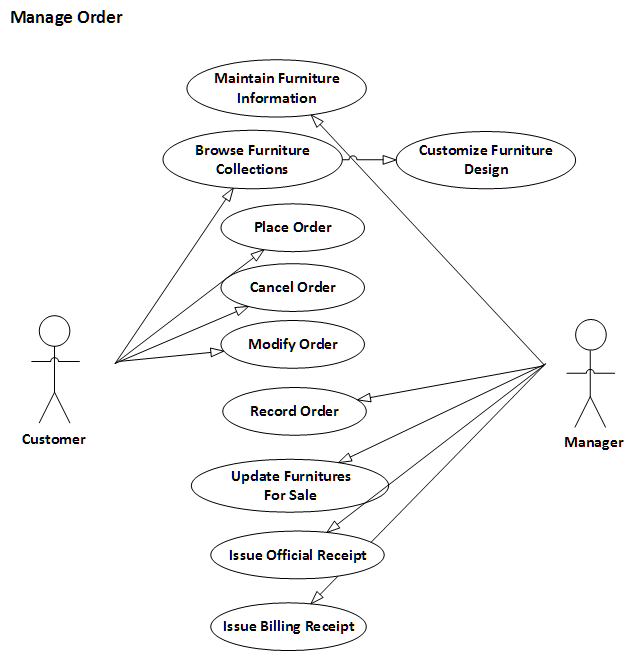 Manage Order
Maintain Furniture
Information
Browse Furniture
Collections
Customize Furniture
Design
Place Order
Cancel Order
Modify Order
Customer
Manager
Record Order
Update Furnitures
For Sale
Issue Official Receipt
Issue Billing Receipt